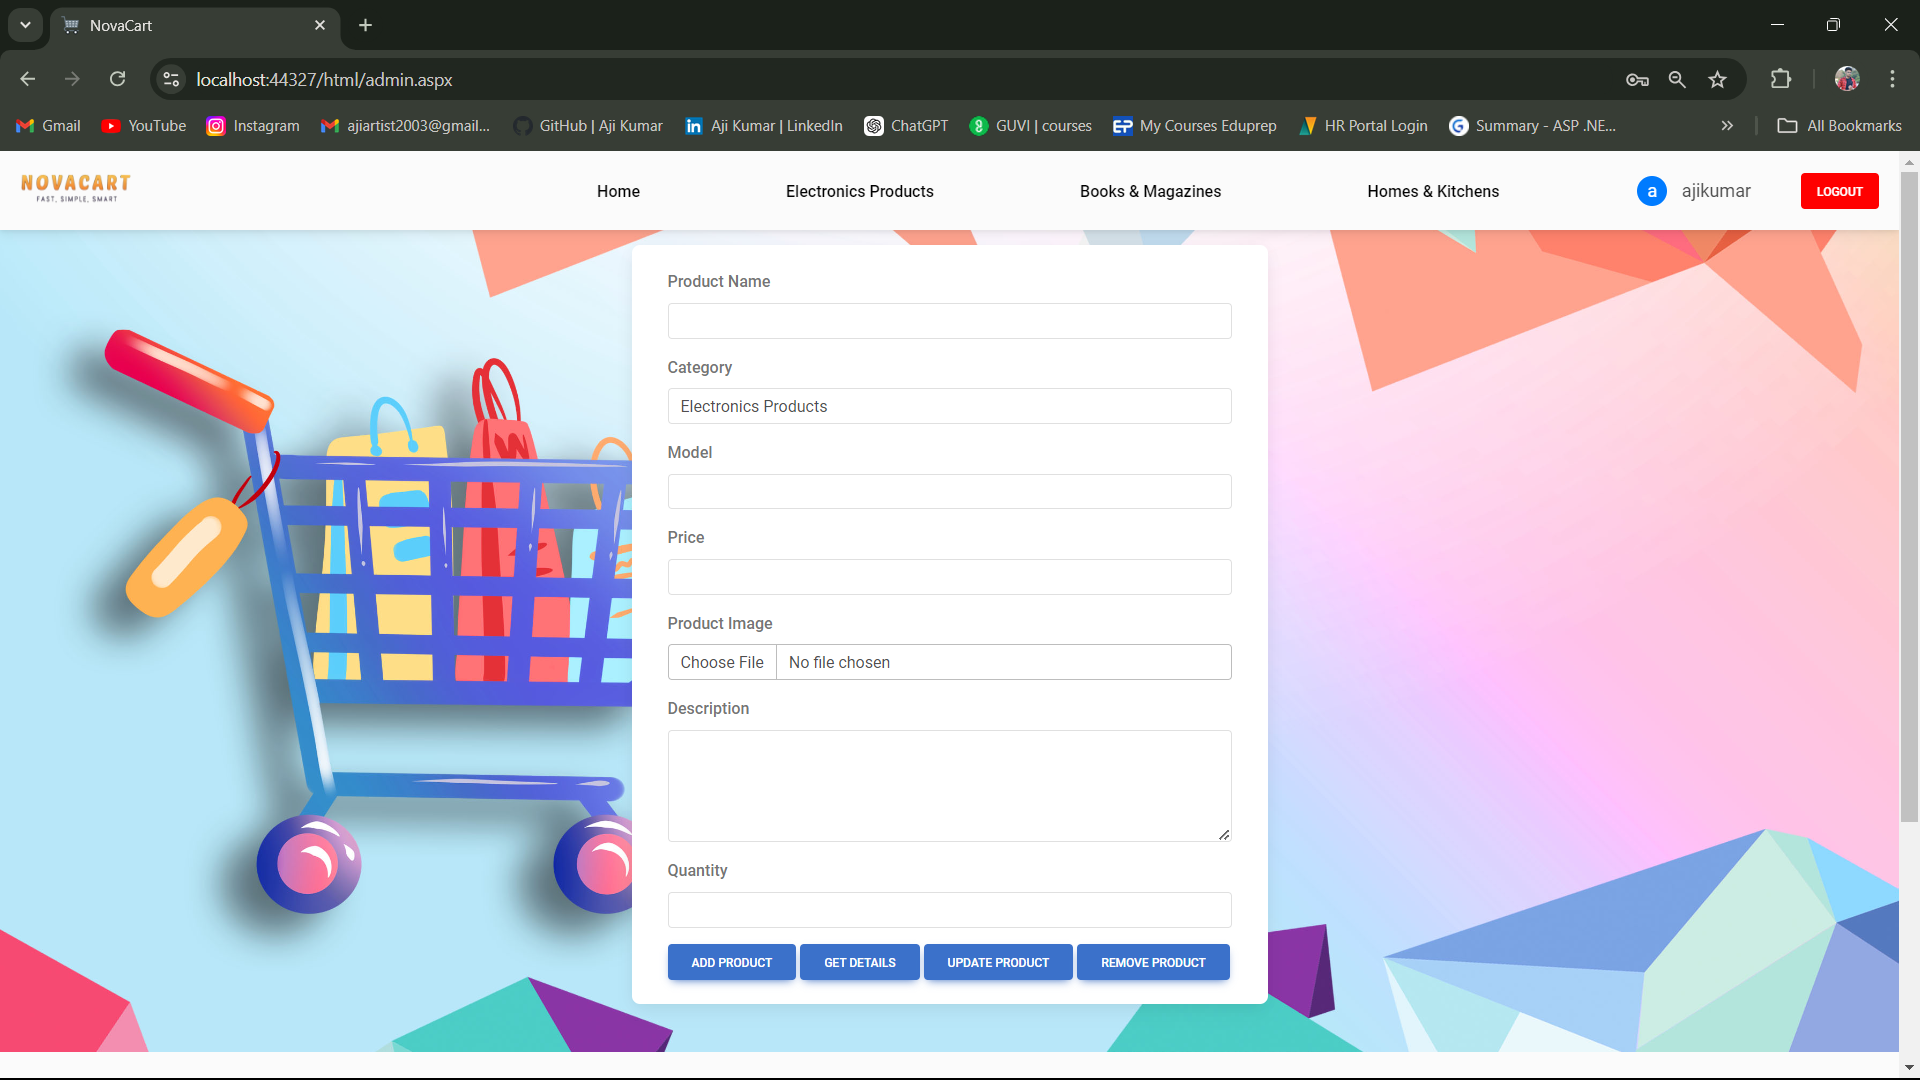 NovaCart
localhost:44327/html/admin.aspx
Gmail YouTube Instagram ajiartist2003@gmail... GitHub | Aji Kumar Aji Kumar | LinkedIn ChatGPT GUVI | courses My Courses Eduprep HR Portal Login Summary - ASP .NE... All Bookmarks
NOVACART
FAST, SIMPLE, SMART
Home Electronics Products Books & Magazines Homes & Kitchens a ajikumar LOGOUT
Product Name
Category
Electronics Products
Model
Price
Product Image
Choose File No file chosen
Description
Quantity
ADD PRODUCT GET DETAILS UPDATE PRODUCT REMOVE PRODUCT